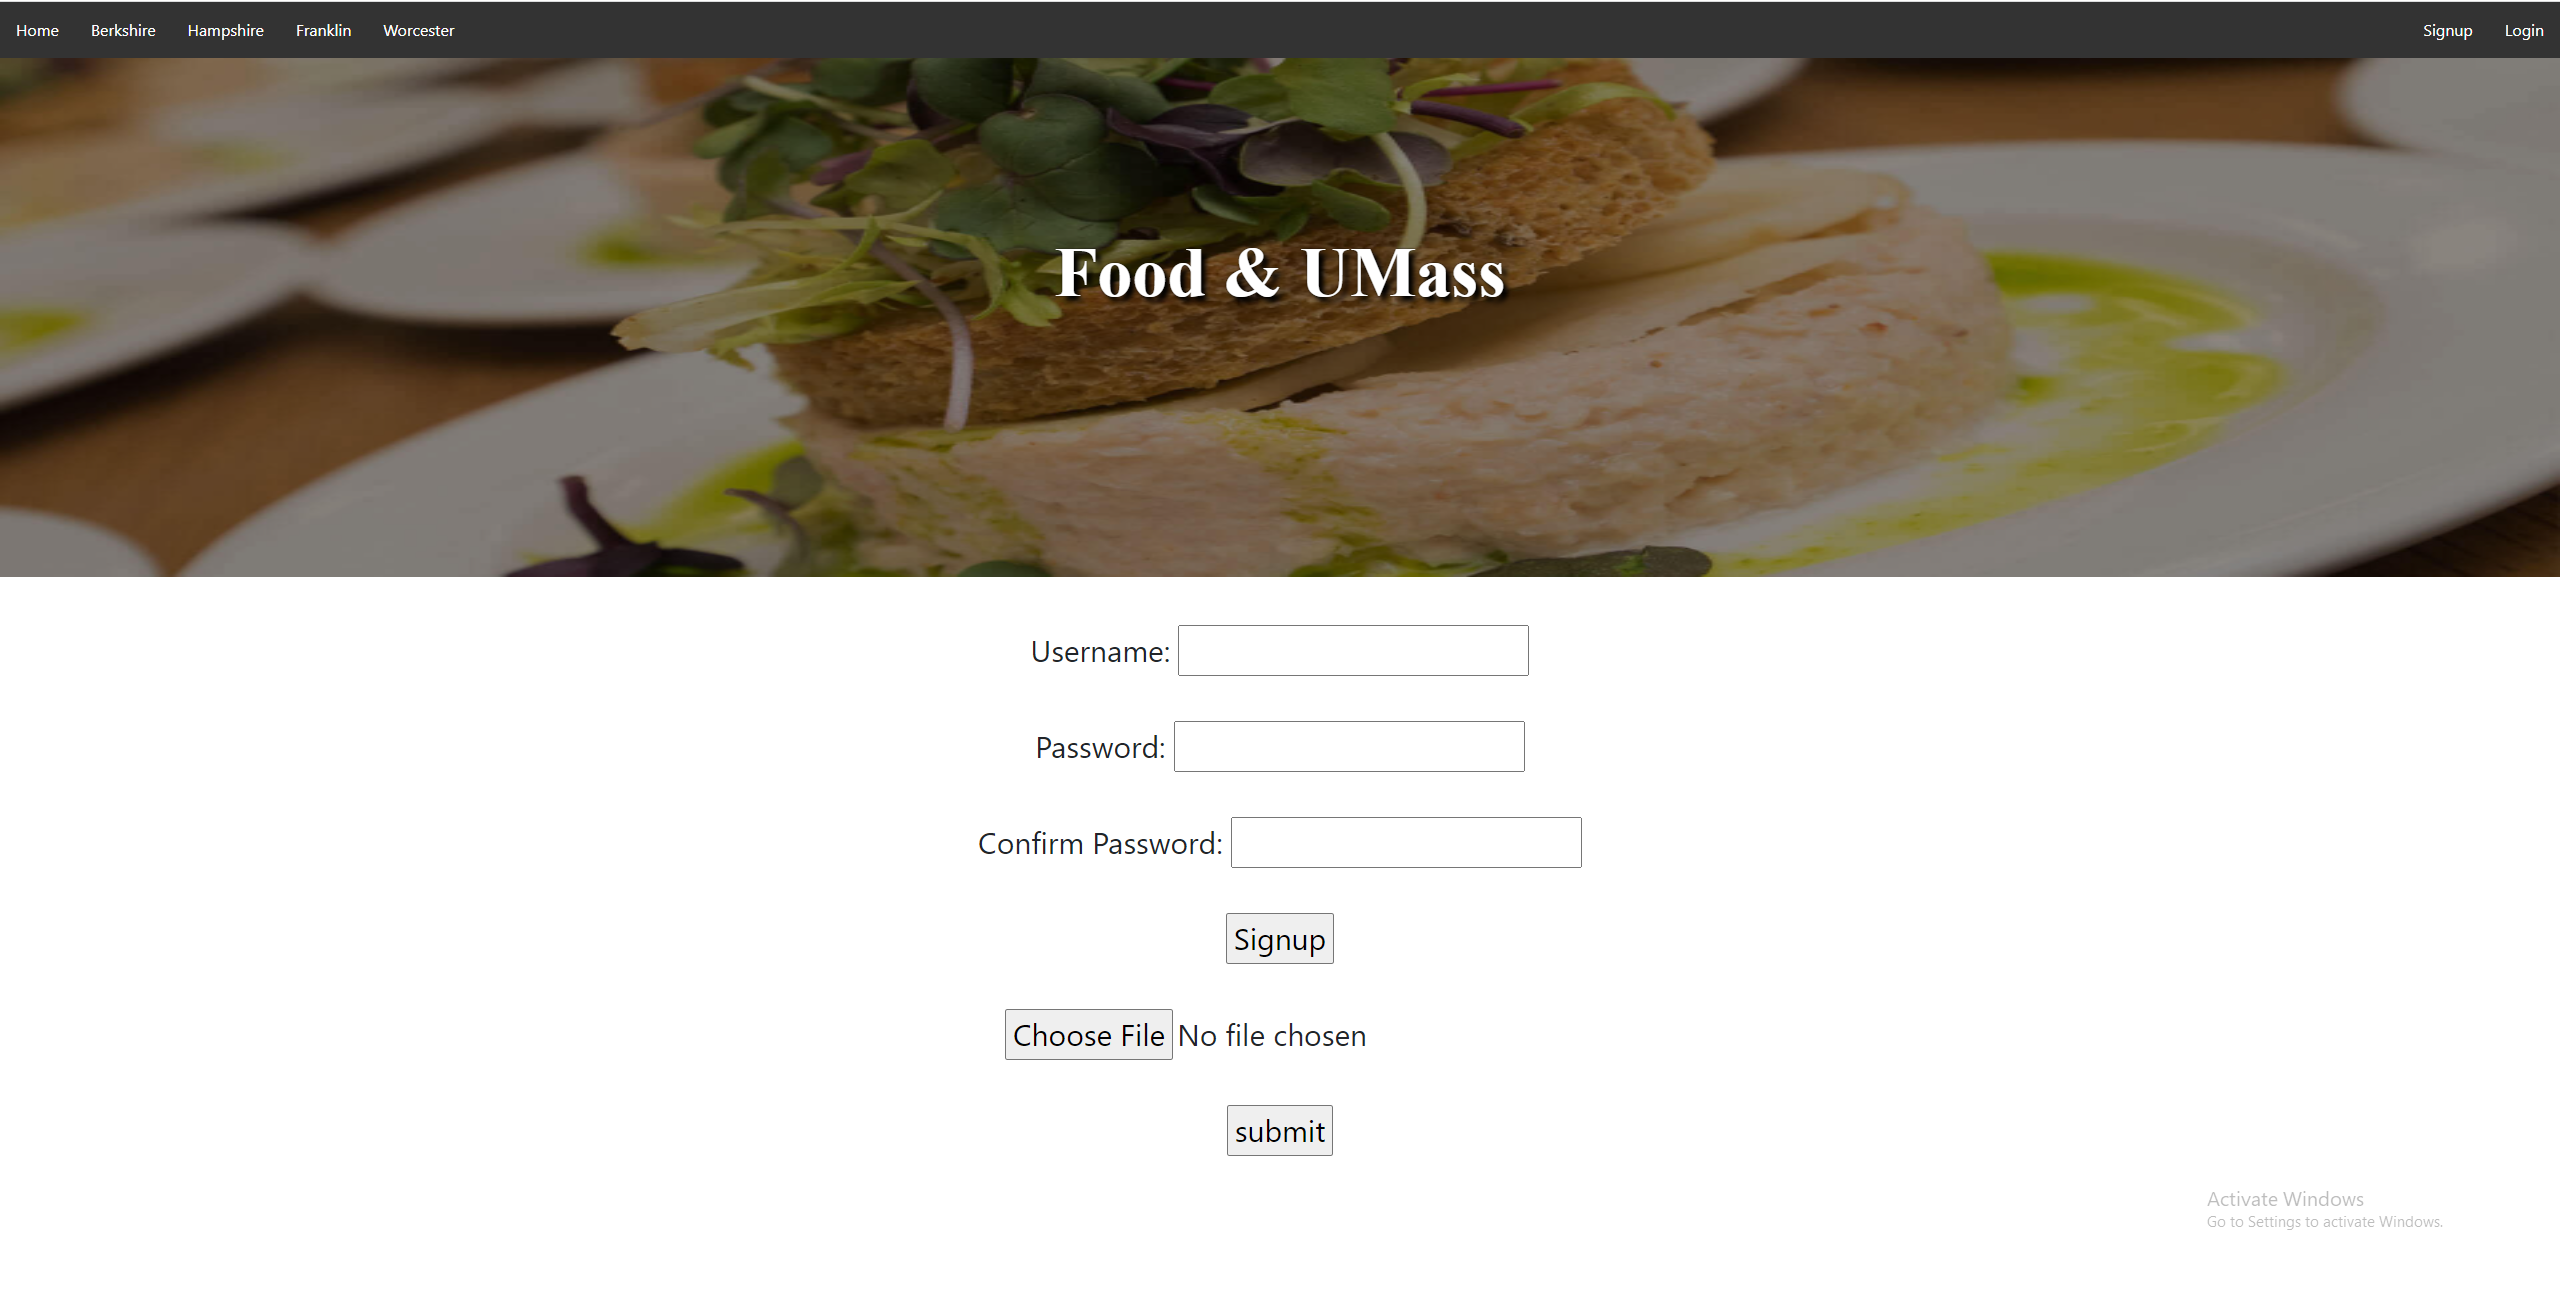 Home Berkshire Hampshire Franklin Worcester Signup Login
Food & UMass
Username:
Password:
Confirm Password:
Signup
Choose File No file chosen
submit
Activate Windows
Go to Settings to activate Windows.